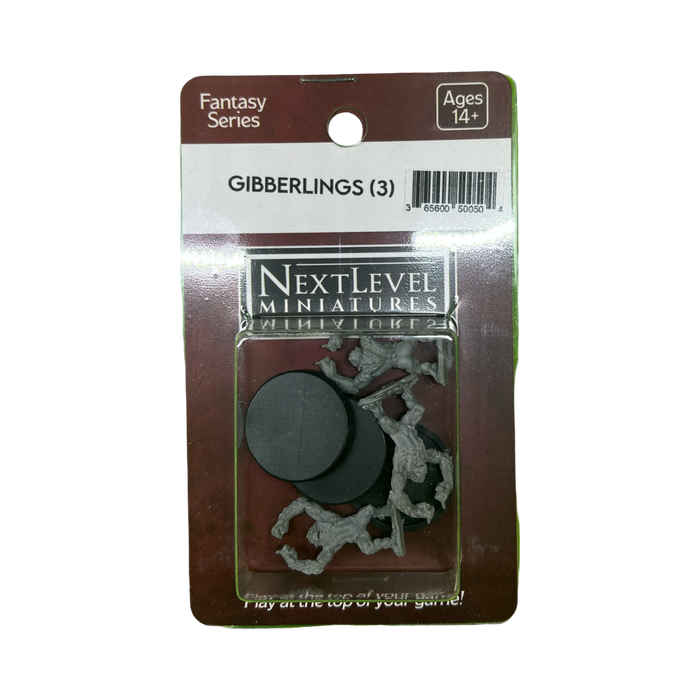 Fantasy
Series
Ages
14+
GIBBERLINGS (3)
3 65600 50050 4
NEXTLEVEL
MINIATURES
Play at the top of your game!